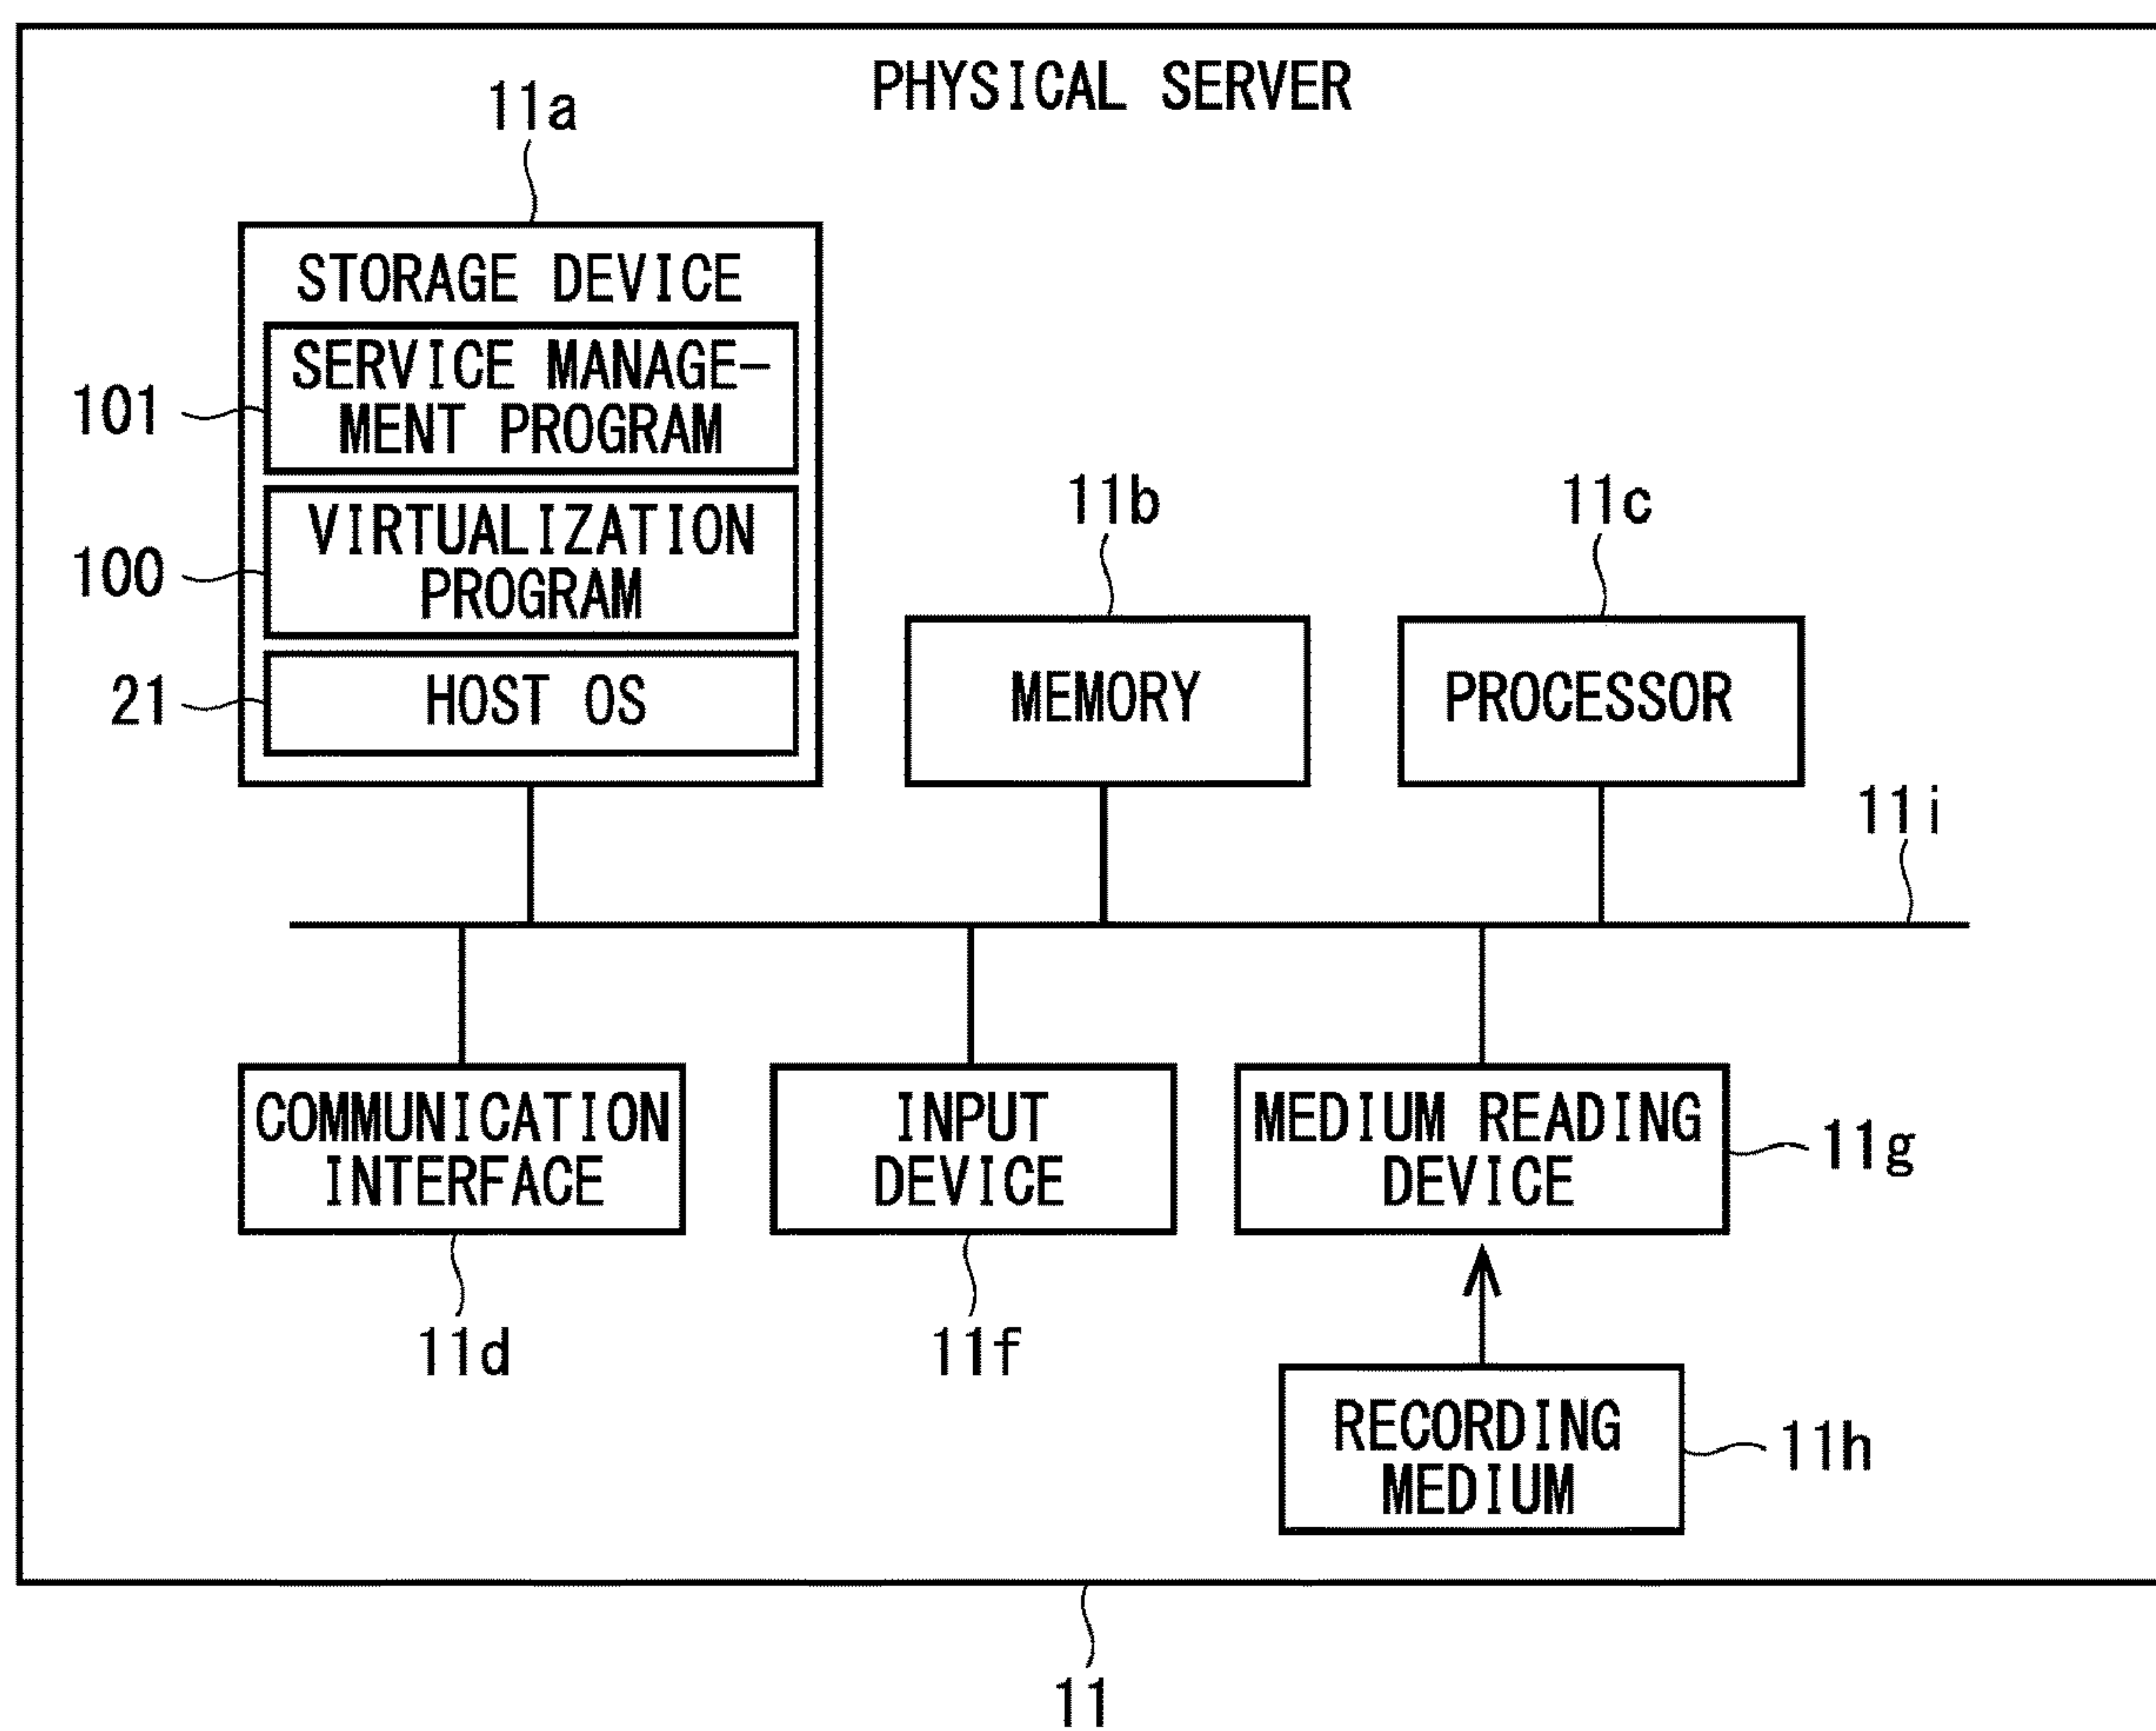 PHYSICAL SERVER
11a
STORAGE DEVICE
SERVICE MANAGE-
MENT PROGRAM
101
VIRTUALIZATION
PROGRAM
100
HOST OS
21
11b
MEMORY
11c
PROCESSOR
11i
COMMUNICATION
INTERFACE
11d
INPUT
DEVICE
11f
MEDIUM READING
DEVICE
11g
RECORDING
MEDIUM
11h
11